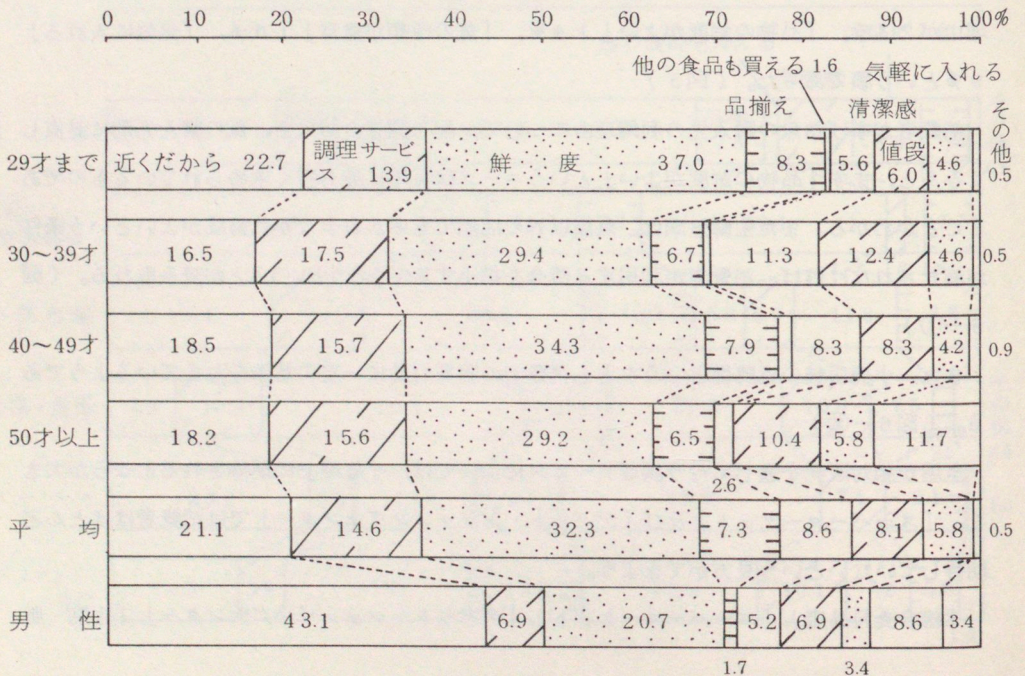 0 10 20 30 40 50 60 70 80 90 100%
他の食品も買える 1.6 気軽に入れる
品揃え 清潔感 その他
29才まで 近くだから 22.7 調理サービス 13.9 鮮度 37.0 8.3 5.6 値段 6.0 4.6 0.5
30〜39才 16.5 17.5 29.4 6.7 11.3 12.4 4.6 0.5
40〜49才 18.5 15.7 34.3 7.9 8.3 8.3 4.2 0.9
50才以上 18.2 15.6 29.2 6.5 10.4 5.8 11.7
2.6
平均 21.1 14.6 32.3 7.3 8.6 8.1 5.8 0.5
男性 43.1 6.9 20.7 5.2 6.9 8.6 3.4
1.7 3.4